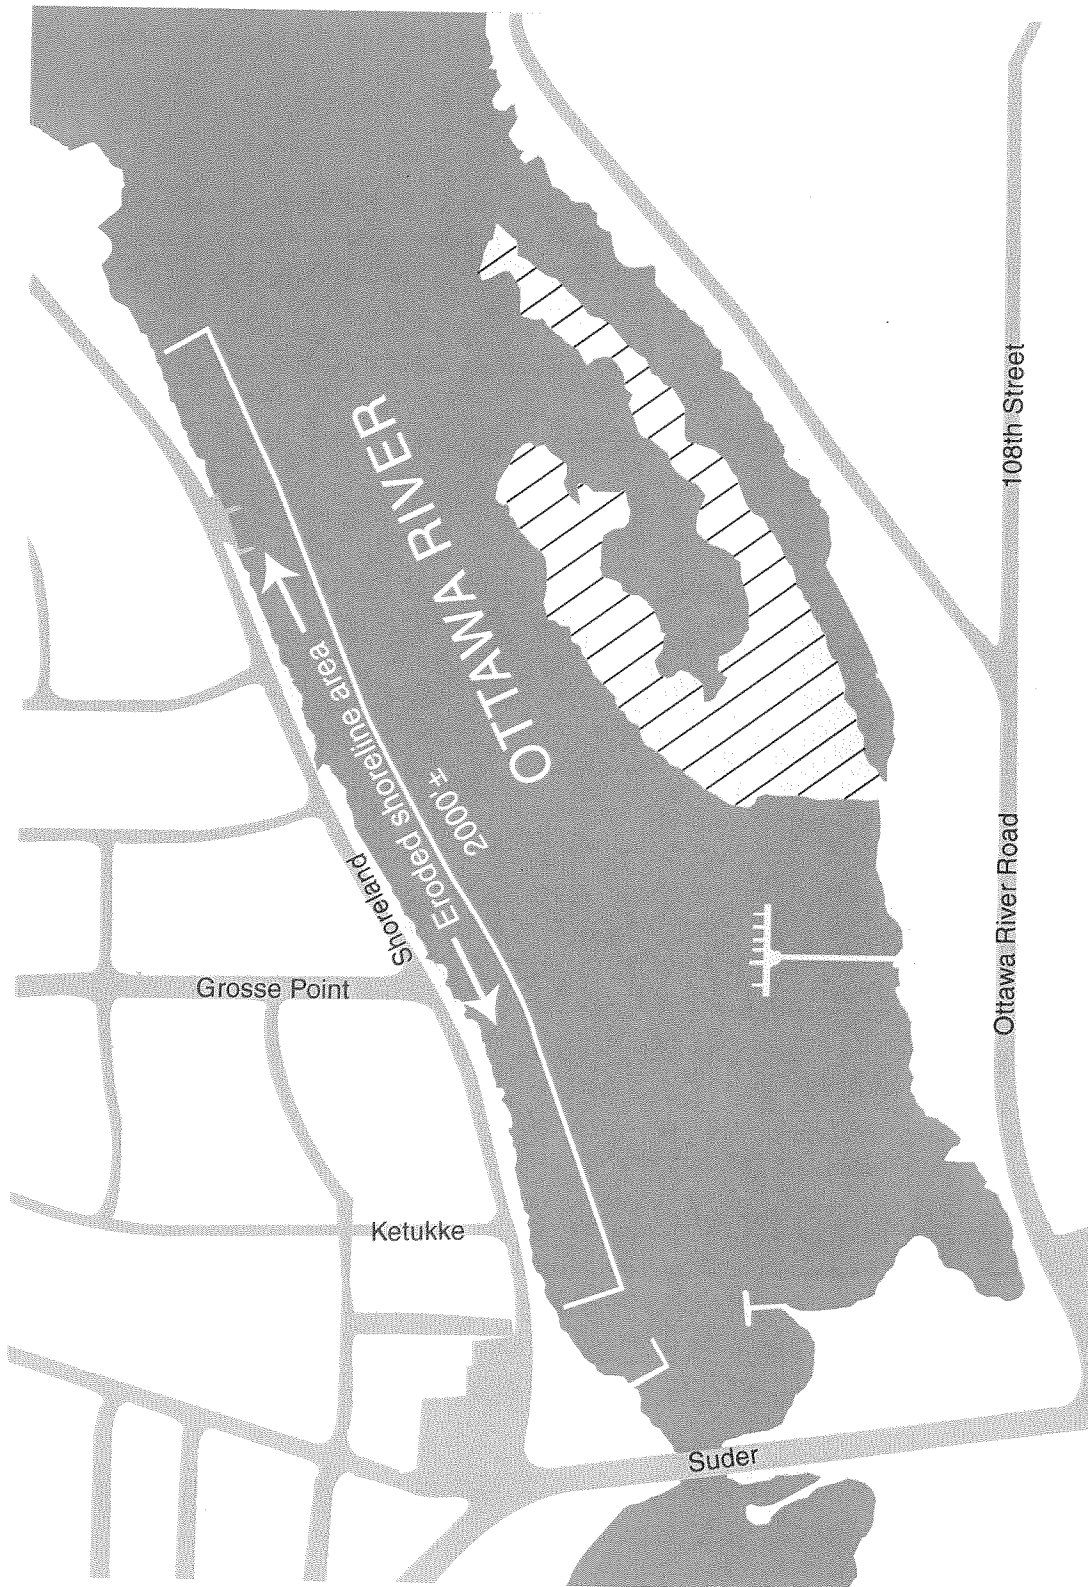 108th Street
OTTAWA RIVER
Eroded shoreline area
2000'±
Shoreland
Grosse Point
Ottawa River Road
Ketukke
Suder